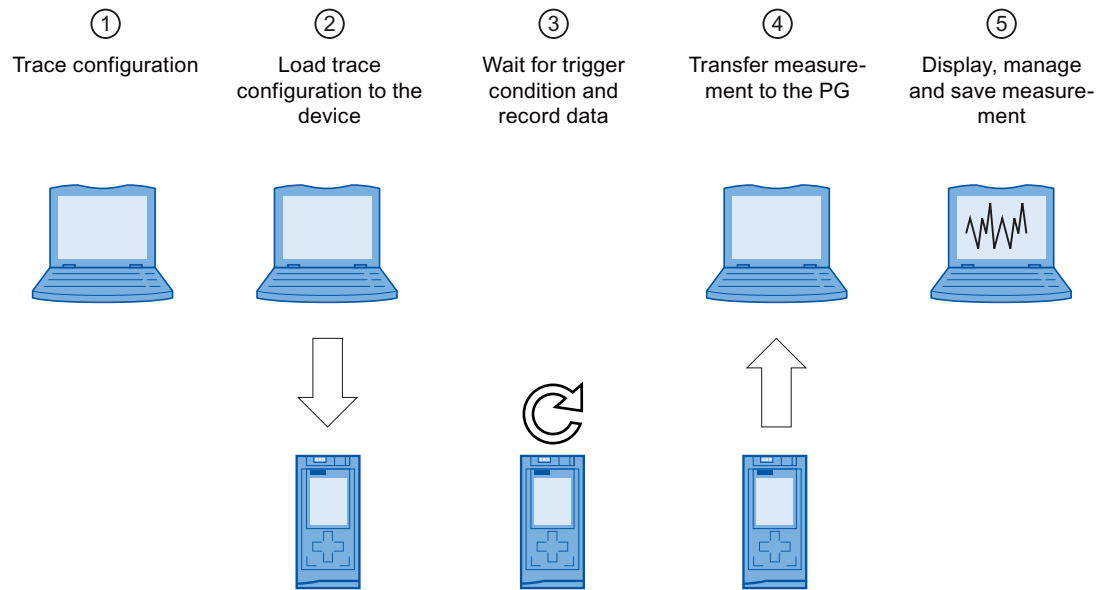 ①
Trace configuration
②
Load trace
configuration to the
device
③
Wait for trigger
condition and
record data
④
Transfer measure-
ment to the PG
⑤
Display, manage
and save measure-
ment